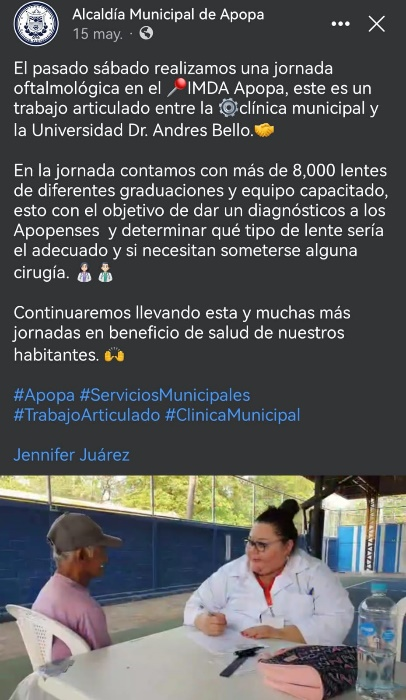 Alcaldía Municipal de Apopa
15 may. ·
El pasado sábado realizamos una jornada
oftalmológica en el 📍IMDA Apopa, este es un
trabajo articulado entre la ⚙️clínica municipal y
la Universidad Dr. Andres Bello.🤝
En la jornada contamos con más de 8,000 lentes
de diferentes graduaciones y equipo capacitado,
esto con el objetivo de dar un diagnósticos a los
Apopenses y determinar qué tipo de lente sería
el adecuado y si necesitan someterse alguna
cirugía. 👩🏻‍⚕️👨🏻‍⚕️
Continuaremos llevando esta y muchas más
jornadas en beneficio de salud de nuestros
habitantes. 🙌
#Apopa #ServiciosMunicipales
#TrabajoArticulado #ClinicaMunicipal
Jennifer Juárez